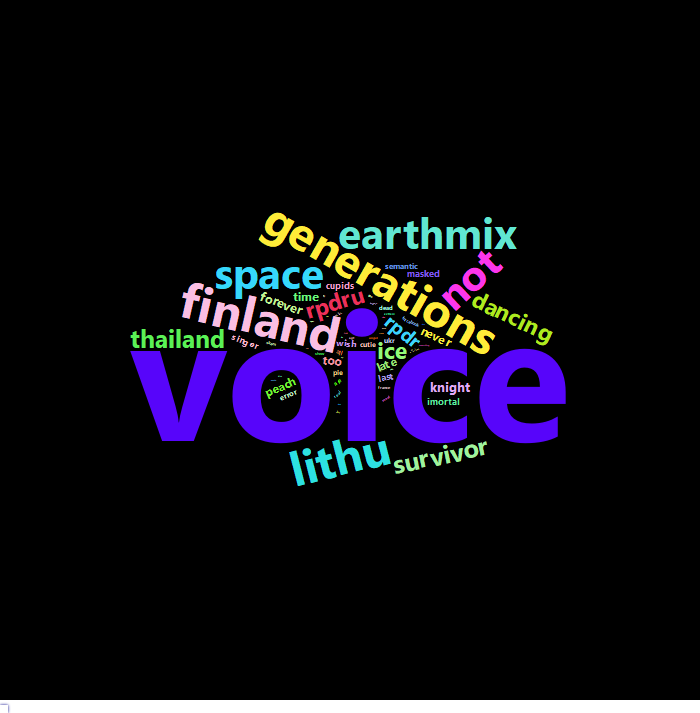 generations
earthmix
semantic
masked
not
space
cupids
finland
forever
time
rpdru
dead
dancing
rpdr
never
thailand
singer
wish
cutie
ukr
ice
too
late
pie
last
voice
peach
error
knight
imortal
lithu
survivor